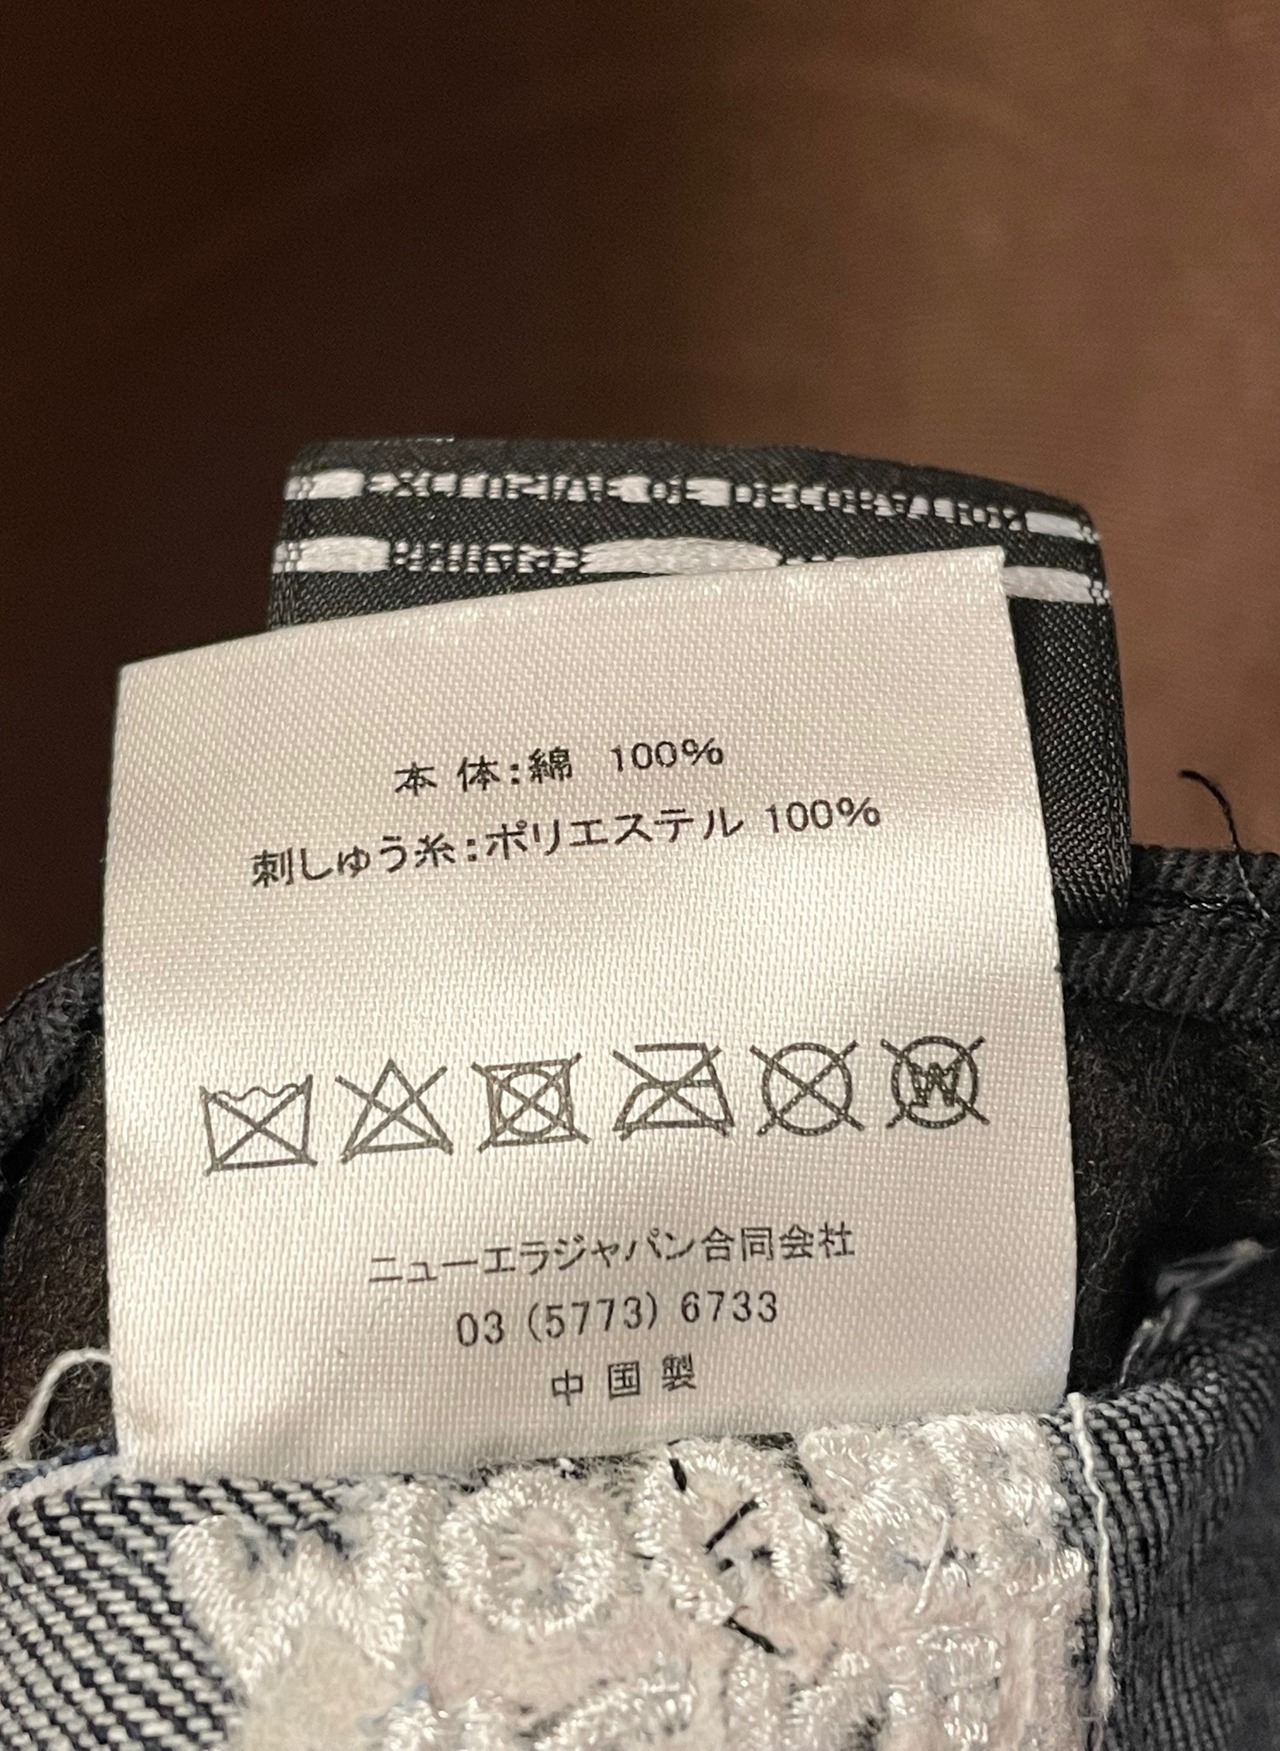 本 体:綿 100%
刺しゅう糸:ポリエステル 100%
W
ニューエラジャパン合同会社
03 (5773) 6733
中 国 製